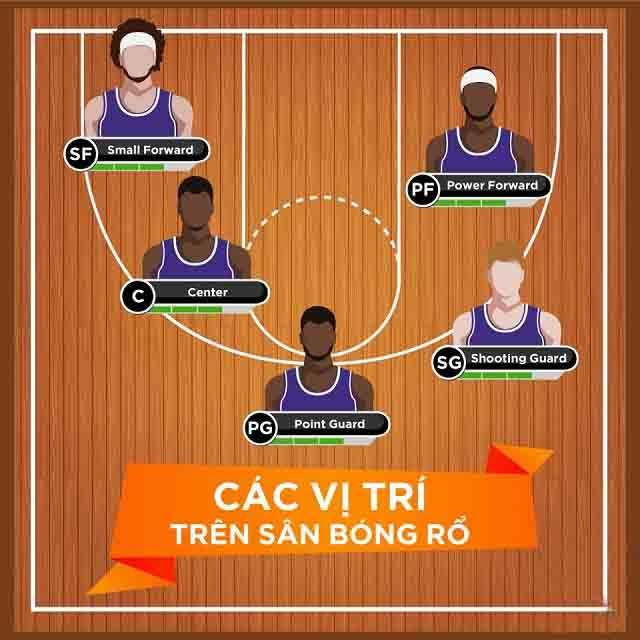 SF Small Forward
PF Power Forward
C Center
SG Shooting Guard
PG Point Guard
CÁC VỊ TRÍ
TRÊN SÂN BÓNG RỔ